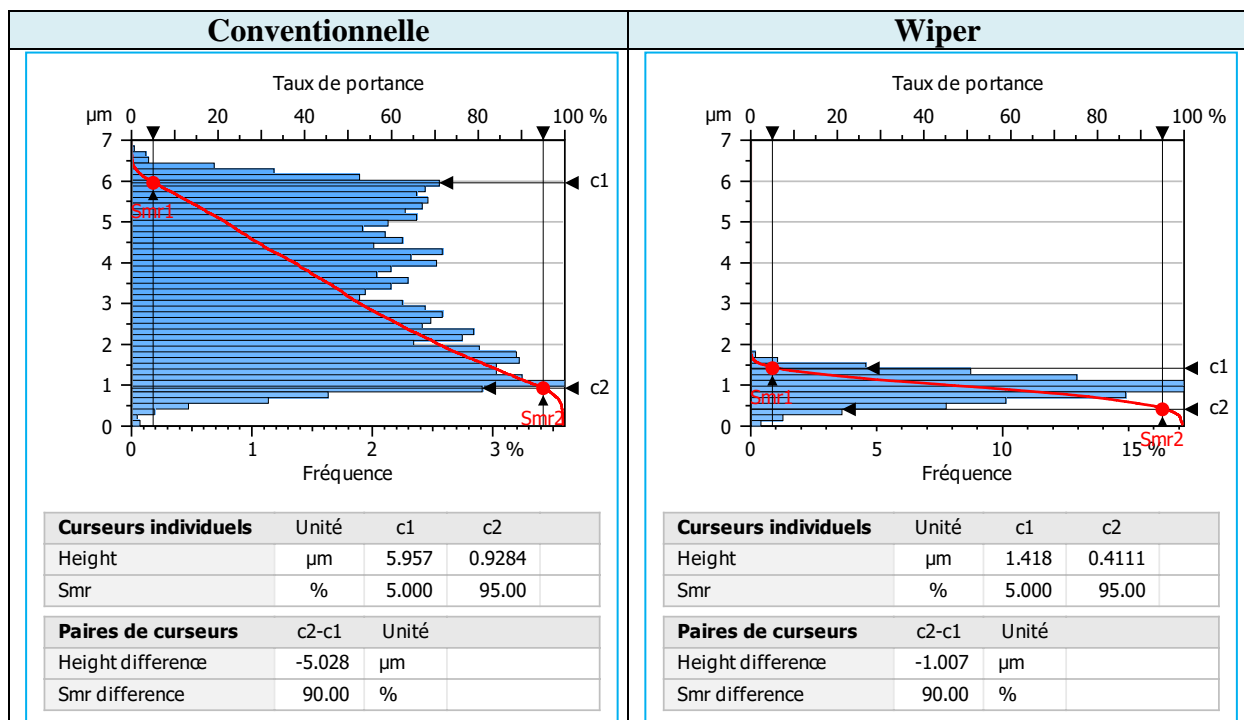 Conventionnelle
Taux de portance
µm 0 20 40 60 80 100 %
7
6
5
4
3
2
1
0
c1
c2
Smr1
Smr2
0 1 2 3 %
Fréquence
Curseurs individuels Unité c1 c2
Height µm 5.957 0.9284
Smr % 5.000 95.00
Paires de curseurs c2-c1 Unité
Height difference -5.028 µm
Smr difference 90.00 %
Wiper
Taux de portance
µm 0 20 40 60 80 100 %
7
6
5
4
3
2
1
0
c1
c2
Smr1
Smr2
0 5 10 15 %
Fréquence
Curseurs individuels Unité c1 c2
Height µm 1.418 0.4111
Smr % 5.000 95.00
Paires de curseurs c2-c1 Unité
Height difference -1.007 µm
Smr difference 90.00 %